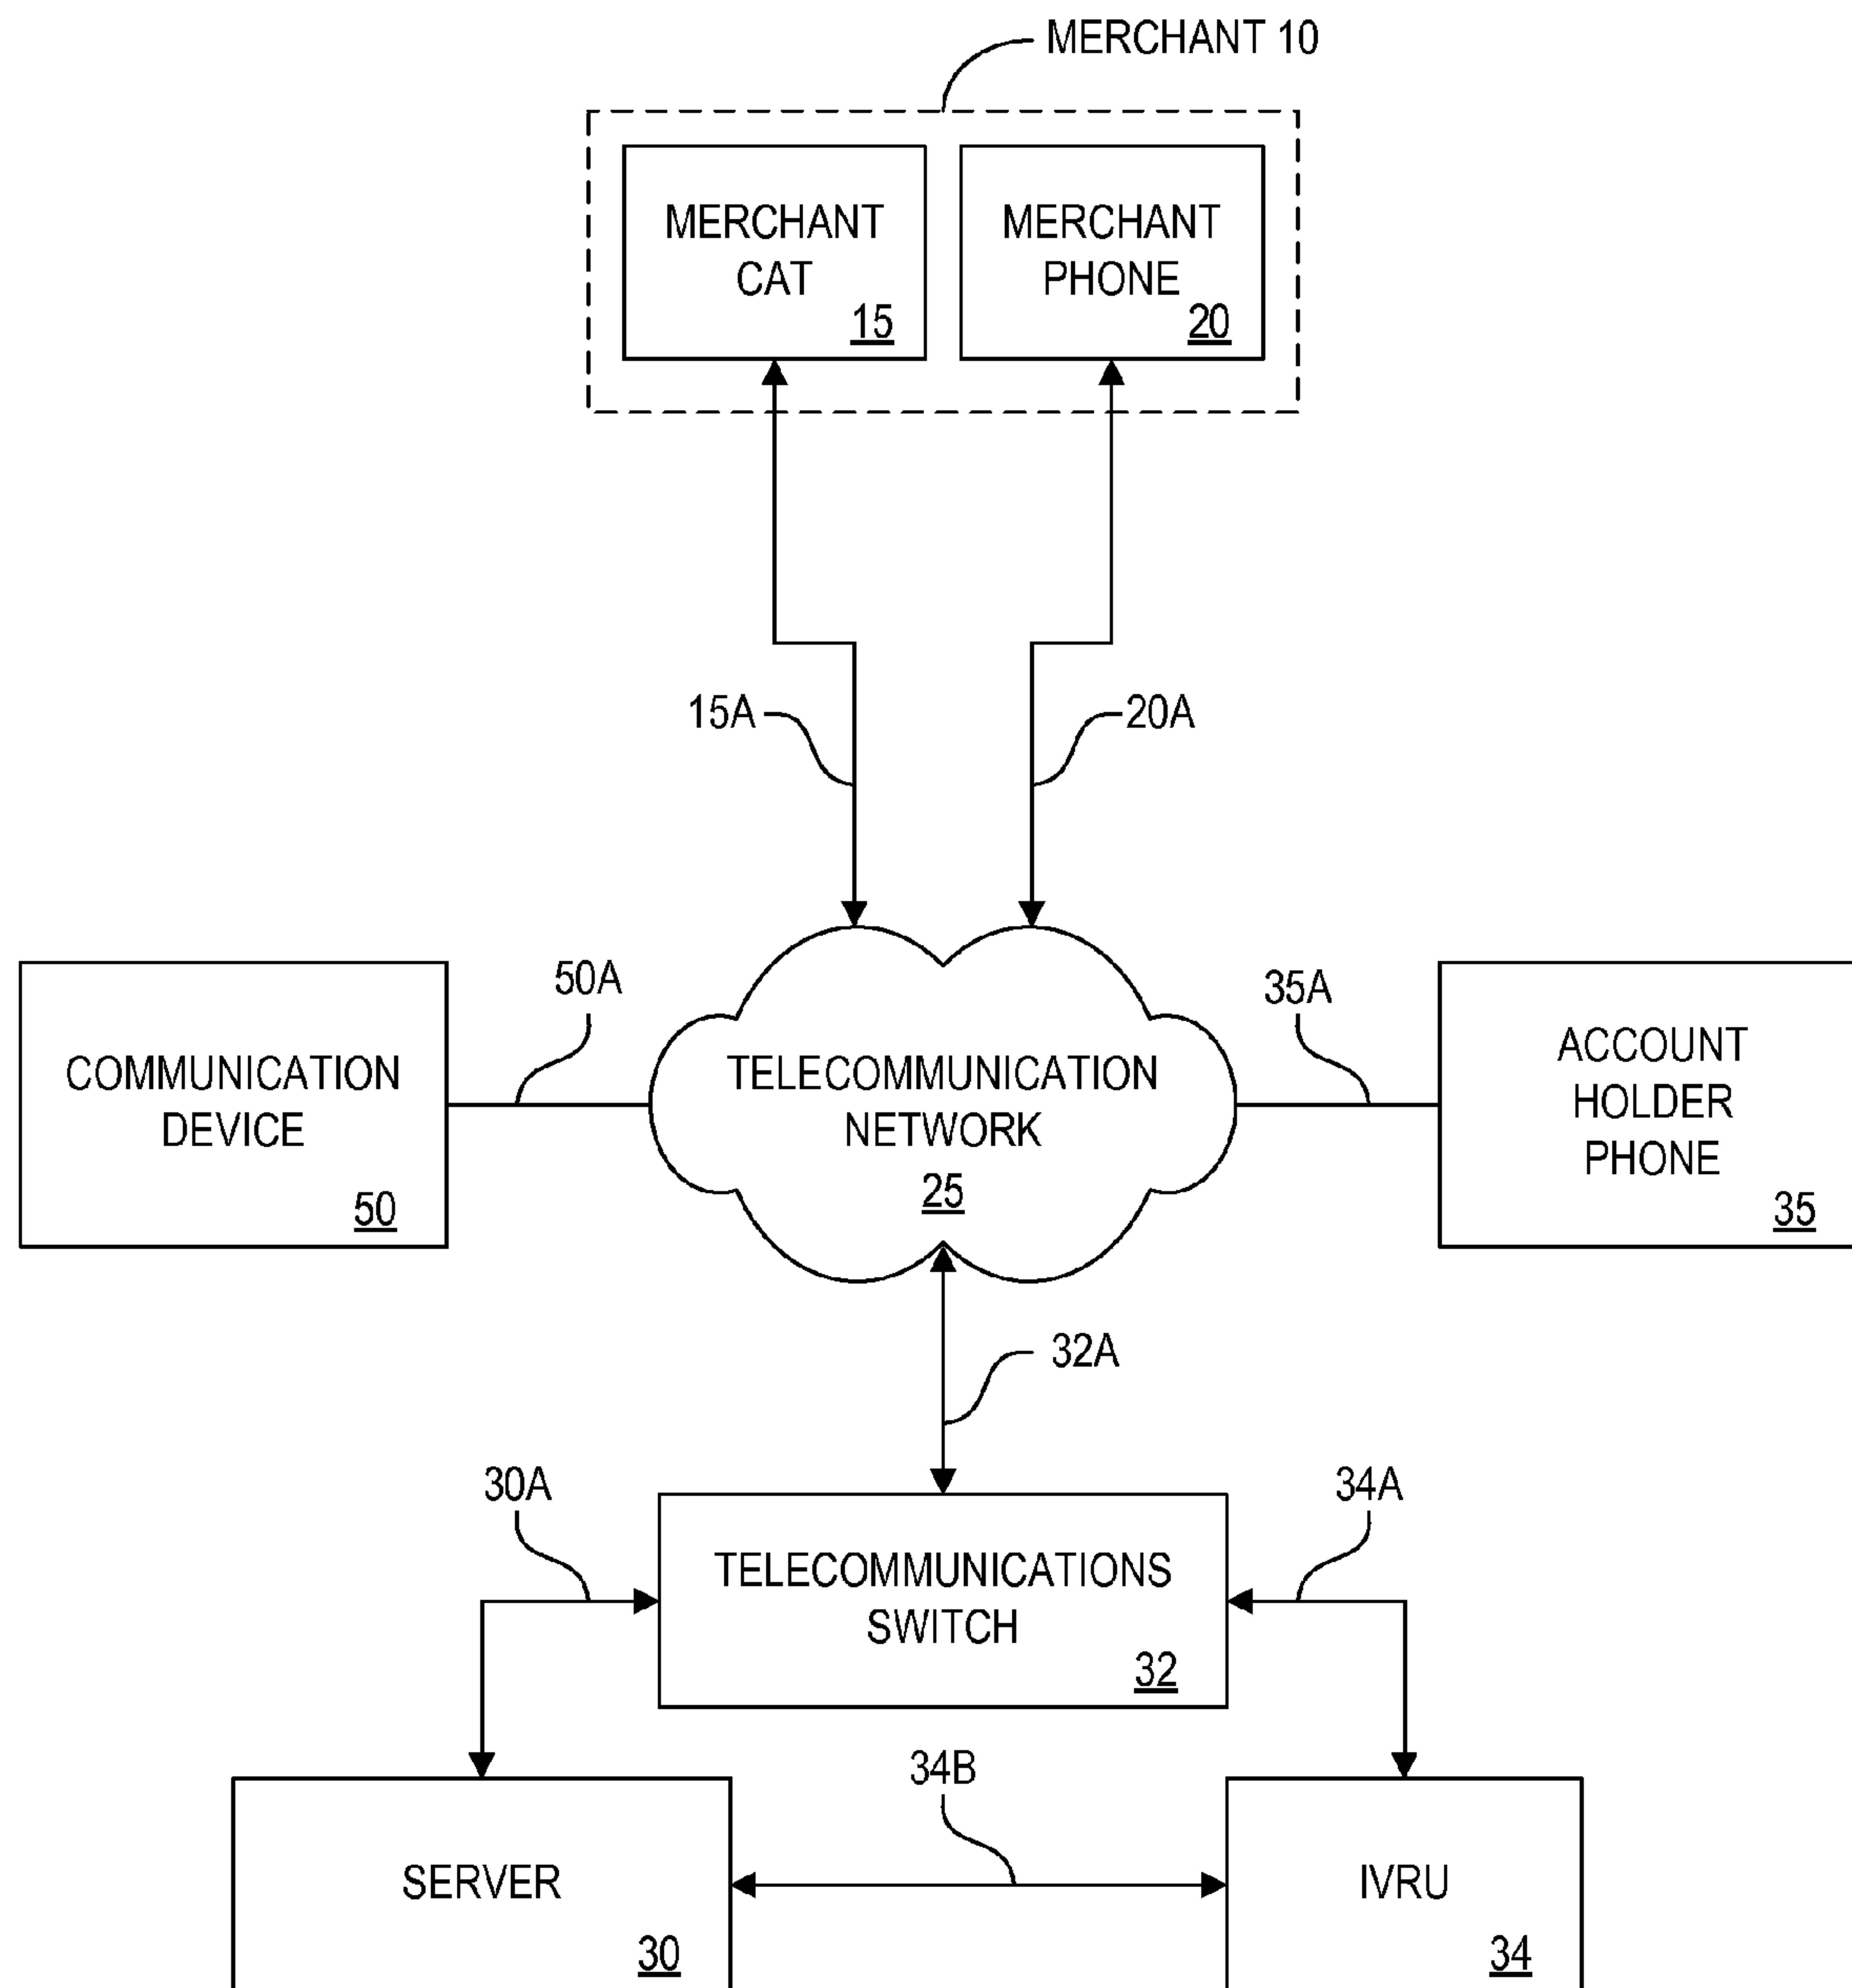 MERCHANT 10
MERCHANT
CAT
15
MERCHANT
PHONE
20
15A
20A
COMMUNICATION
DEVICE
50
50A
TELECOMMUNICATION
NETWORK
25
35A
ACCOUNT
HOLDER
PHONE
35
32A
30A
34A
TELECOMMUNICATIONS
SWITCH
32
34B
SERVER
30
IVRU
34